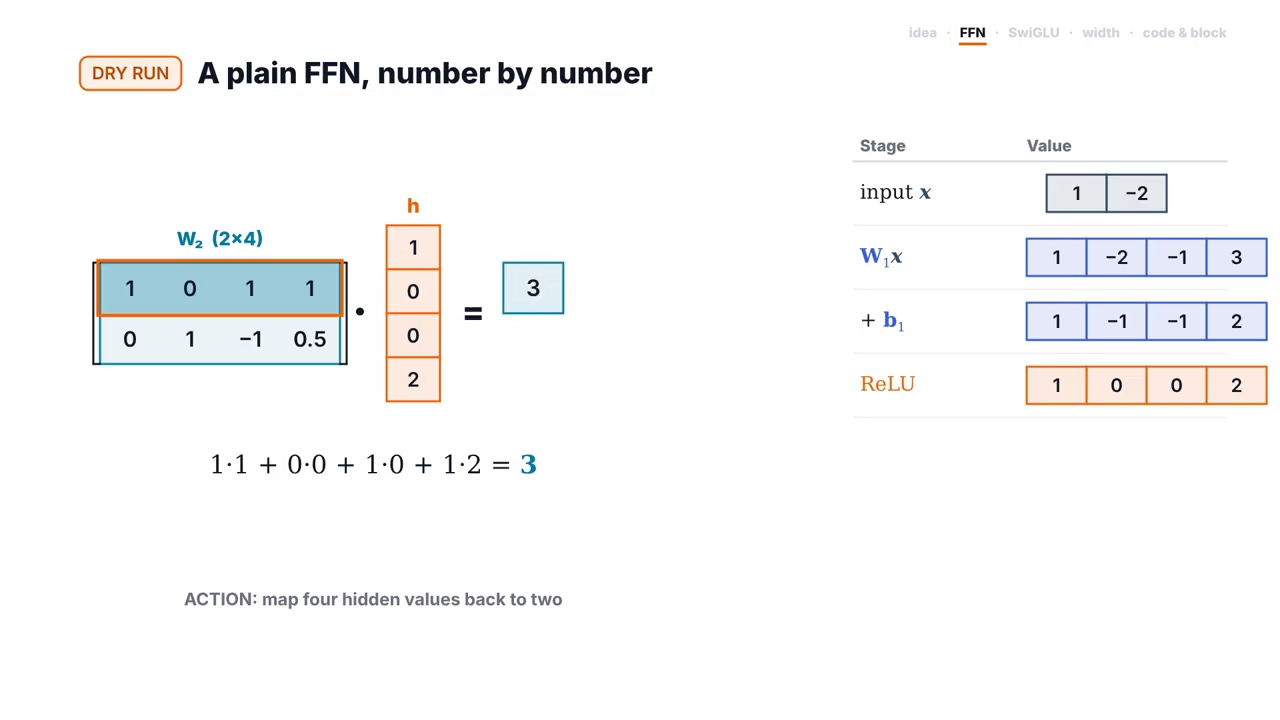 idea · FFN · SwiGLU · width · code & block
DRY RUN A plain FFN, number by number
W₂ (2×4)
1 0 1 1
0 1 −1 0.5
•
h
1
0
0
2
=
3
1·1 + 0·0 + 1·0 + 1·2 = 3
ACTION: map four hidden values back to two
Stage Value
input x 1 −2
W₁x 1 −2 −1 3
+ b₁ 1 −1 −1 2
ReLU 1 0 0 2